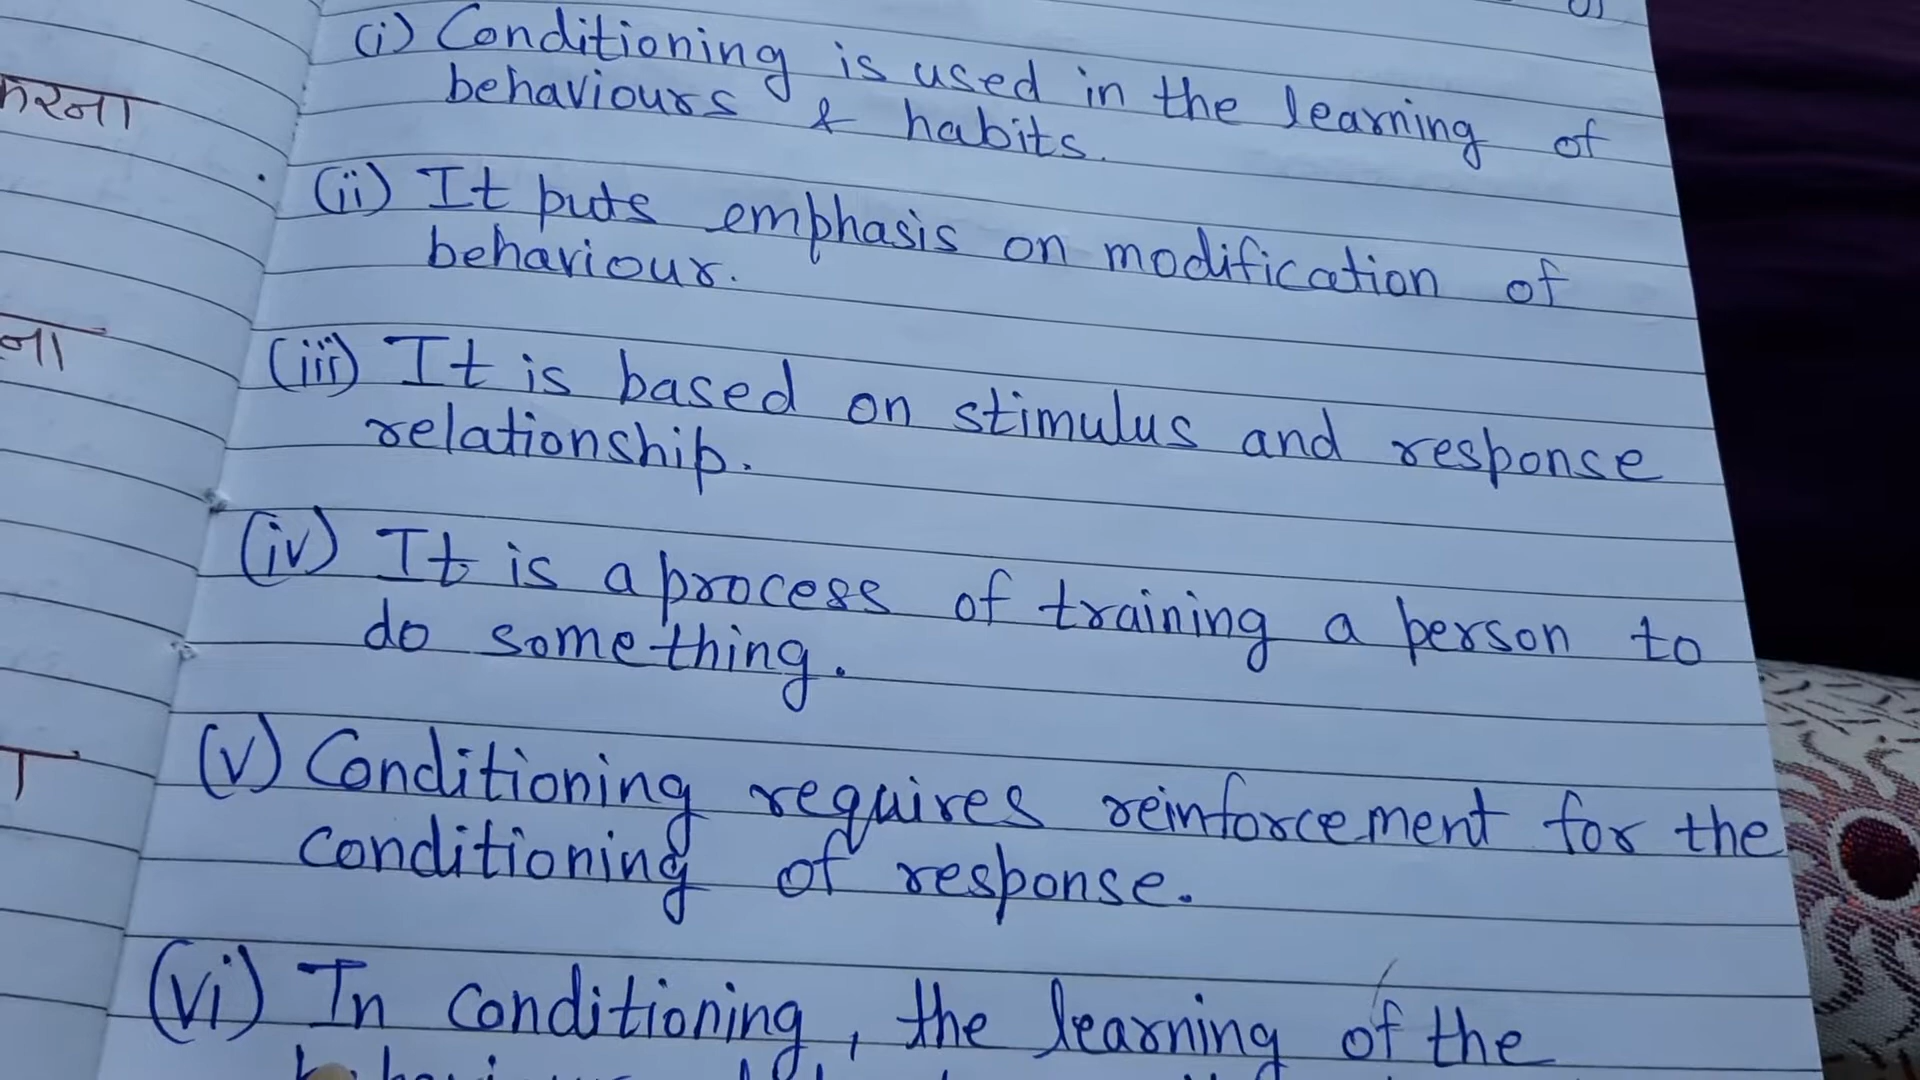 (i) Conditioning is used in the learning of
behaviours & habits.
(ii) It puts emphasis on modification of
behaviour.
(iii) It is based on stimulus and response
relationship.
(iv) It is a process of training a person to
do something.
(v) Conditioning requires reinforcement for the
conditioning of response.
(vi) In conditioning, the learning of the
करना
ना